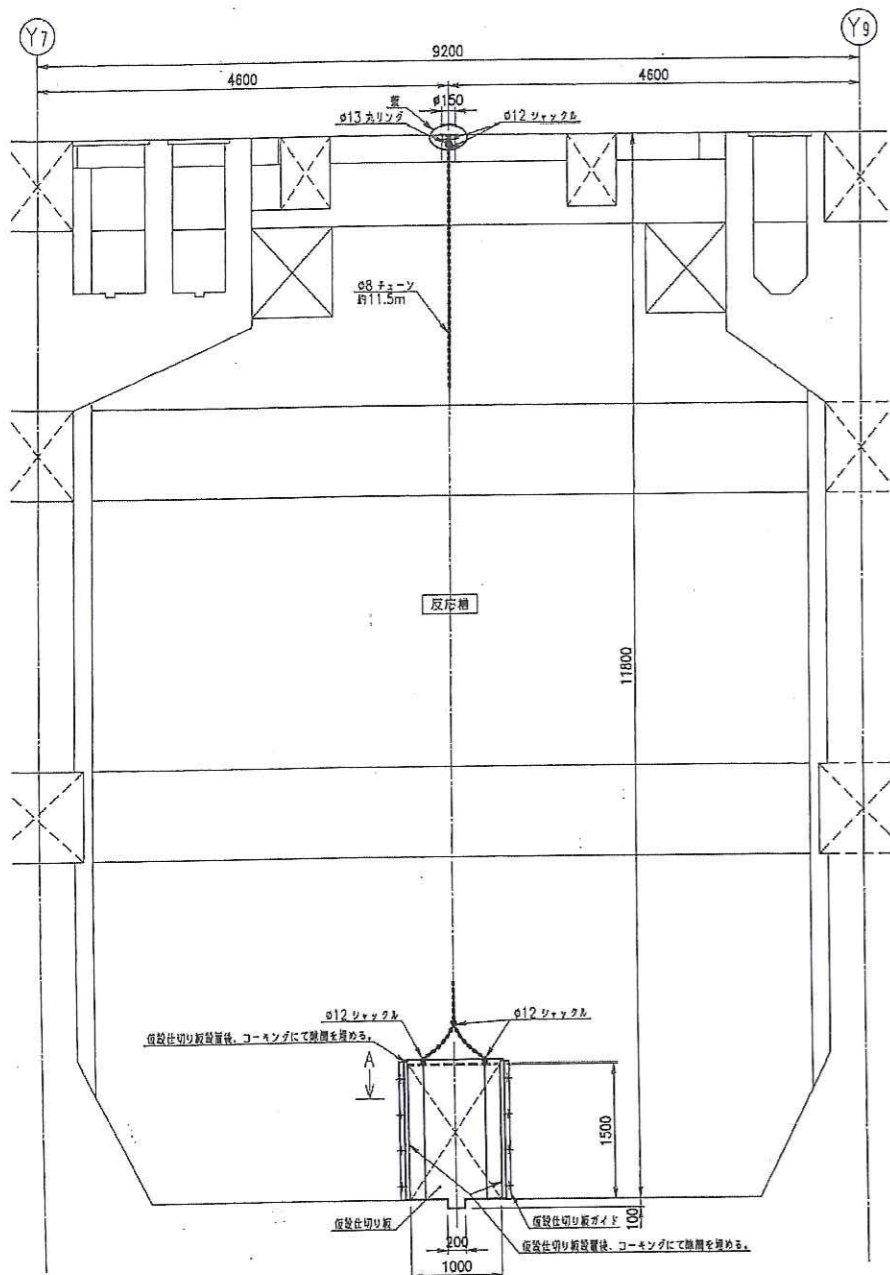 Y7
Y9
9200
4600
4600
蓋
φ150
φ13 丸リング
φ12 シャックル
φ8 チェーン
約11.5m
反応槽
11800
φ12 シャックル
φ12 シャックル
仮設仕切り板設置後、コーキングにて隙間を埋める。
A
1500
仮設仕切り板
仮設仕切り板ガイド
100
200
仮設仕切り板設置後、コーキングにて隙間を埋める。
1000